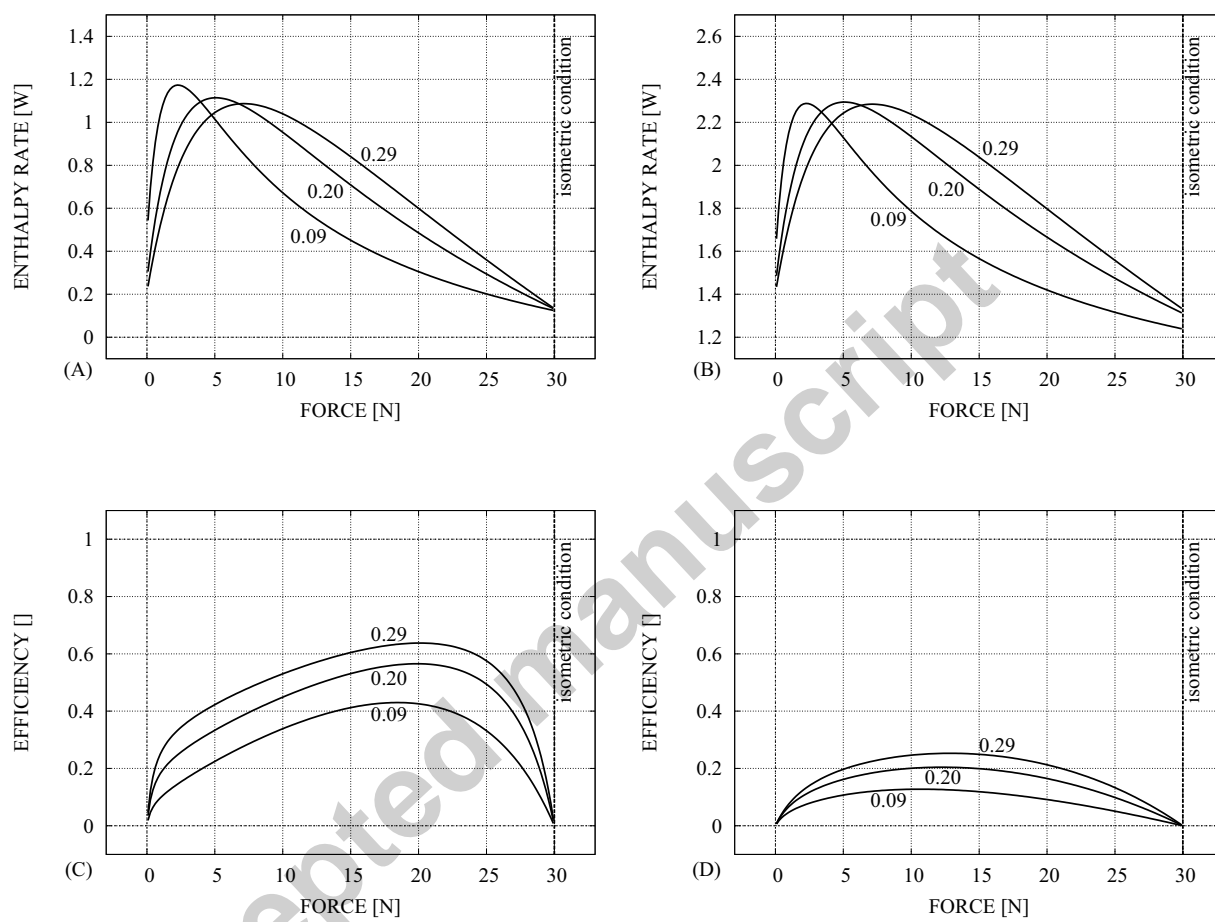 1.4
1.2
1
0.8
0.6
0.4
0.2
0
ENTHALPY RATE [W]
0.29
0.20
0.09
isometric condition
(A)
0 5 10 15 20 25 30
FORCE [N]
2.6
2.4
2.2
2.0
1.8
1.6
1.4
1.2
ENTHALPY RATE [W]
0.29
0.20
0.09
isometric condition
(B)
0 5 10 15 20 25 30
FORCE [N]
1
0.8
0.6
0.4
0.2
0
EFFICIENCY []
0.29
0.20
0.09
isometric condition
(C)
0 5 10 15 20 25 30
FORCE [N]
1
0.8
0.6
0.4
0.2
0
EFFICIENCY []
0.29
0.20
0.09
isometric condition
(D)
0 5 10 15 20 25 30
FORCE [N]
epted manuscript